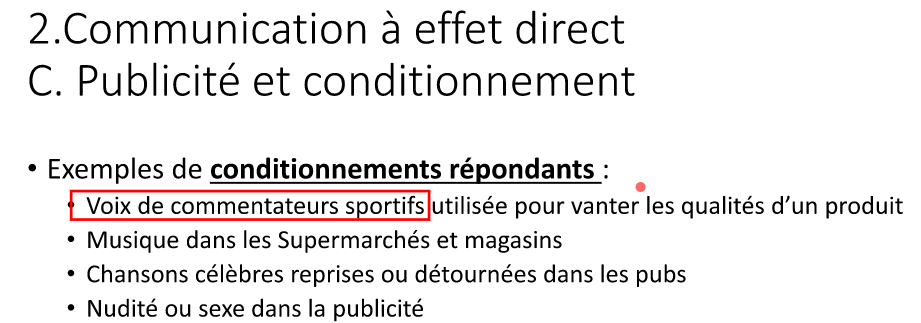 2.Communication à effet direct
C. Publicité et conditionnement
• Exemples de conditionnements répondants :
• Voix de commentateurs sportifs utilisée pour vanter les qualités d'un produit
• Musique dans les Supermarchés et magasins
• Chansons célèbres reprises ou détournées dans les pubs
• Nudité ou sexe dans la publicité